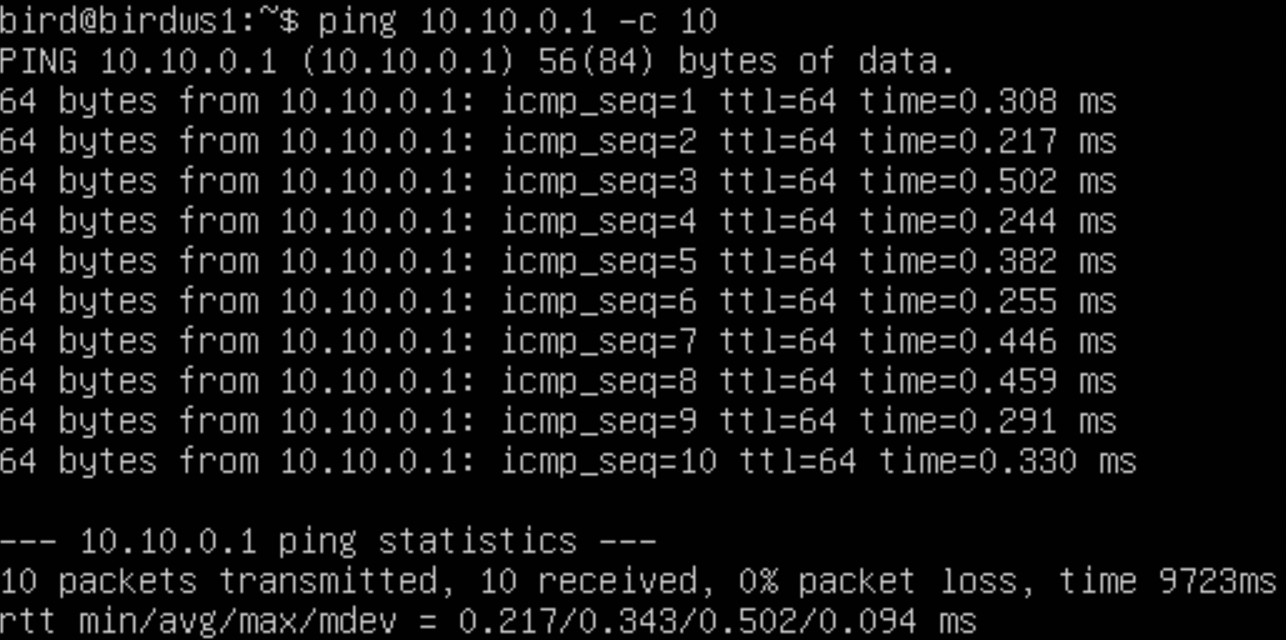 bird@birdws1:~$ ping 10.10.0.1 -c 10
PING 10.10.0.1 (10.10.0.1) 56(84) bytes of data.
64 bytes from 10.10.0.1: icmp_seq=1 ttl=64 time=0.308 ms
64 bytes from 10.10.0.1: icmp_seq=2 ttl=64 time=0.217 ms
64 bytes from 10.10.0.1: icmp_seq=3 ttl=64 time=0.502 ms
64 bytes from 10.10.0.1: icmp_seq=4 ttl=64 time=0.244 ms
64 bytes from 10.10.0.1: icmp_seq=5 ttl=64 time=0.382 ms
64 bytes from 10.10.0.1: icmp_seq=6 ttl=64 time=0.255 ms
64 bytes from 10.10.0.1: icmp_seq=7 ttl=64 time=0.446 ms
64 bytes from 10.10.0.1: icmp_seq=8 ttl=64 time=0.459 ms
64 bytes from 10.10.0.1: icmp_seq=9 ttl=64 time=0.291 ms
64 bytes from 10.10.0.1: icmp_seq=10 ttl=64 time=0.330 ms
--- 10.10.0.1 ping statistics ---
10 packets transmitted, 10 received, 0% packet loss, time 9723ms
rtt min/avg/max/mdev = 0.217/0.343/0.502/0.094 ms